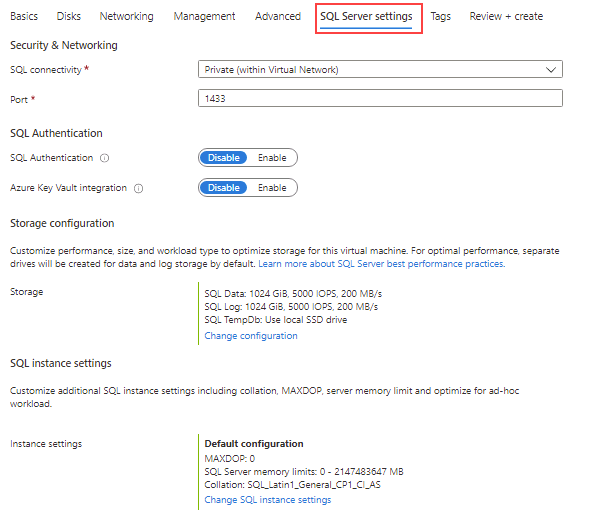 Basics Disks Networking Management Advanced SQL Server settings Tags Review + create
Security & Networking
SQL connectivity * Private (within Virtual Network)
Port * 1433
SQL Authentication
SQL Authentication Disable Enable
Azure Key Vault integration Disable Enable
Storage configuration
Customize performance, size, and workload type to optimize storage for this virtual machine. For optimal performance, separate
drives will be created for data and log storage by default. Learn more about SQL Server best performance practices.
Storage
SQL Data: 1024 GiB, 5000 IOPS, 200 MB/s
SQL Log: 1024 GiB, 5000 IOPS, 200 MB/s
SQL TempDb: Use local SSD drive
Change configuration
SQL instance settings
Customize additional SQL instance settings including collation, MAXDOP, server memory limit and optimize for ad-hoc
workload.
Instance settings
Default configuration
MAXDOP: 0
SQL Server memory limits: 0 - 2147483647 MB
Collation: SQL_Latin1_General_CP1_CI_AS
Change SQL instance settings